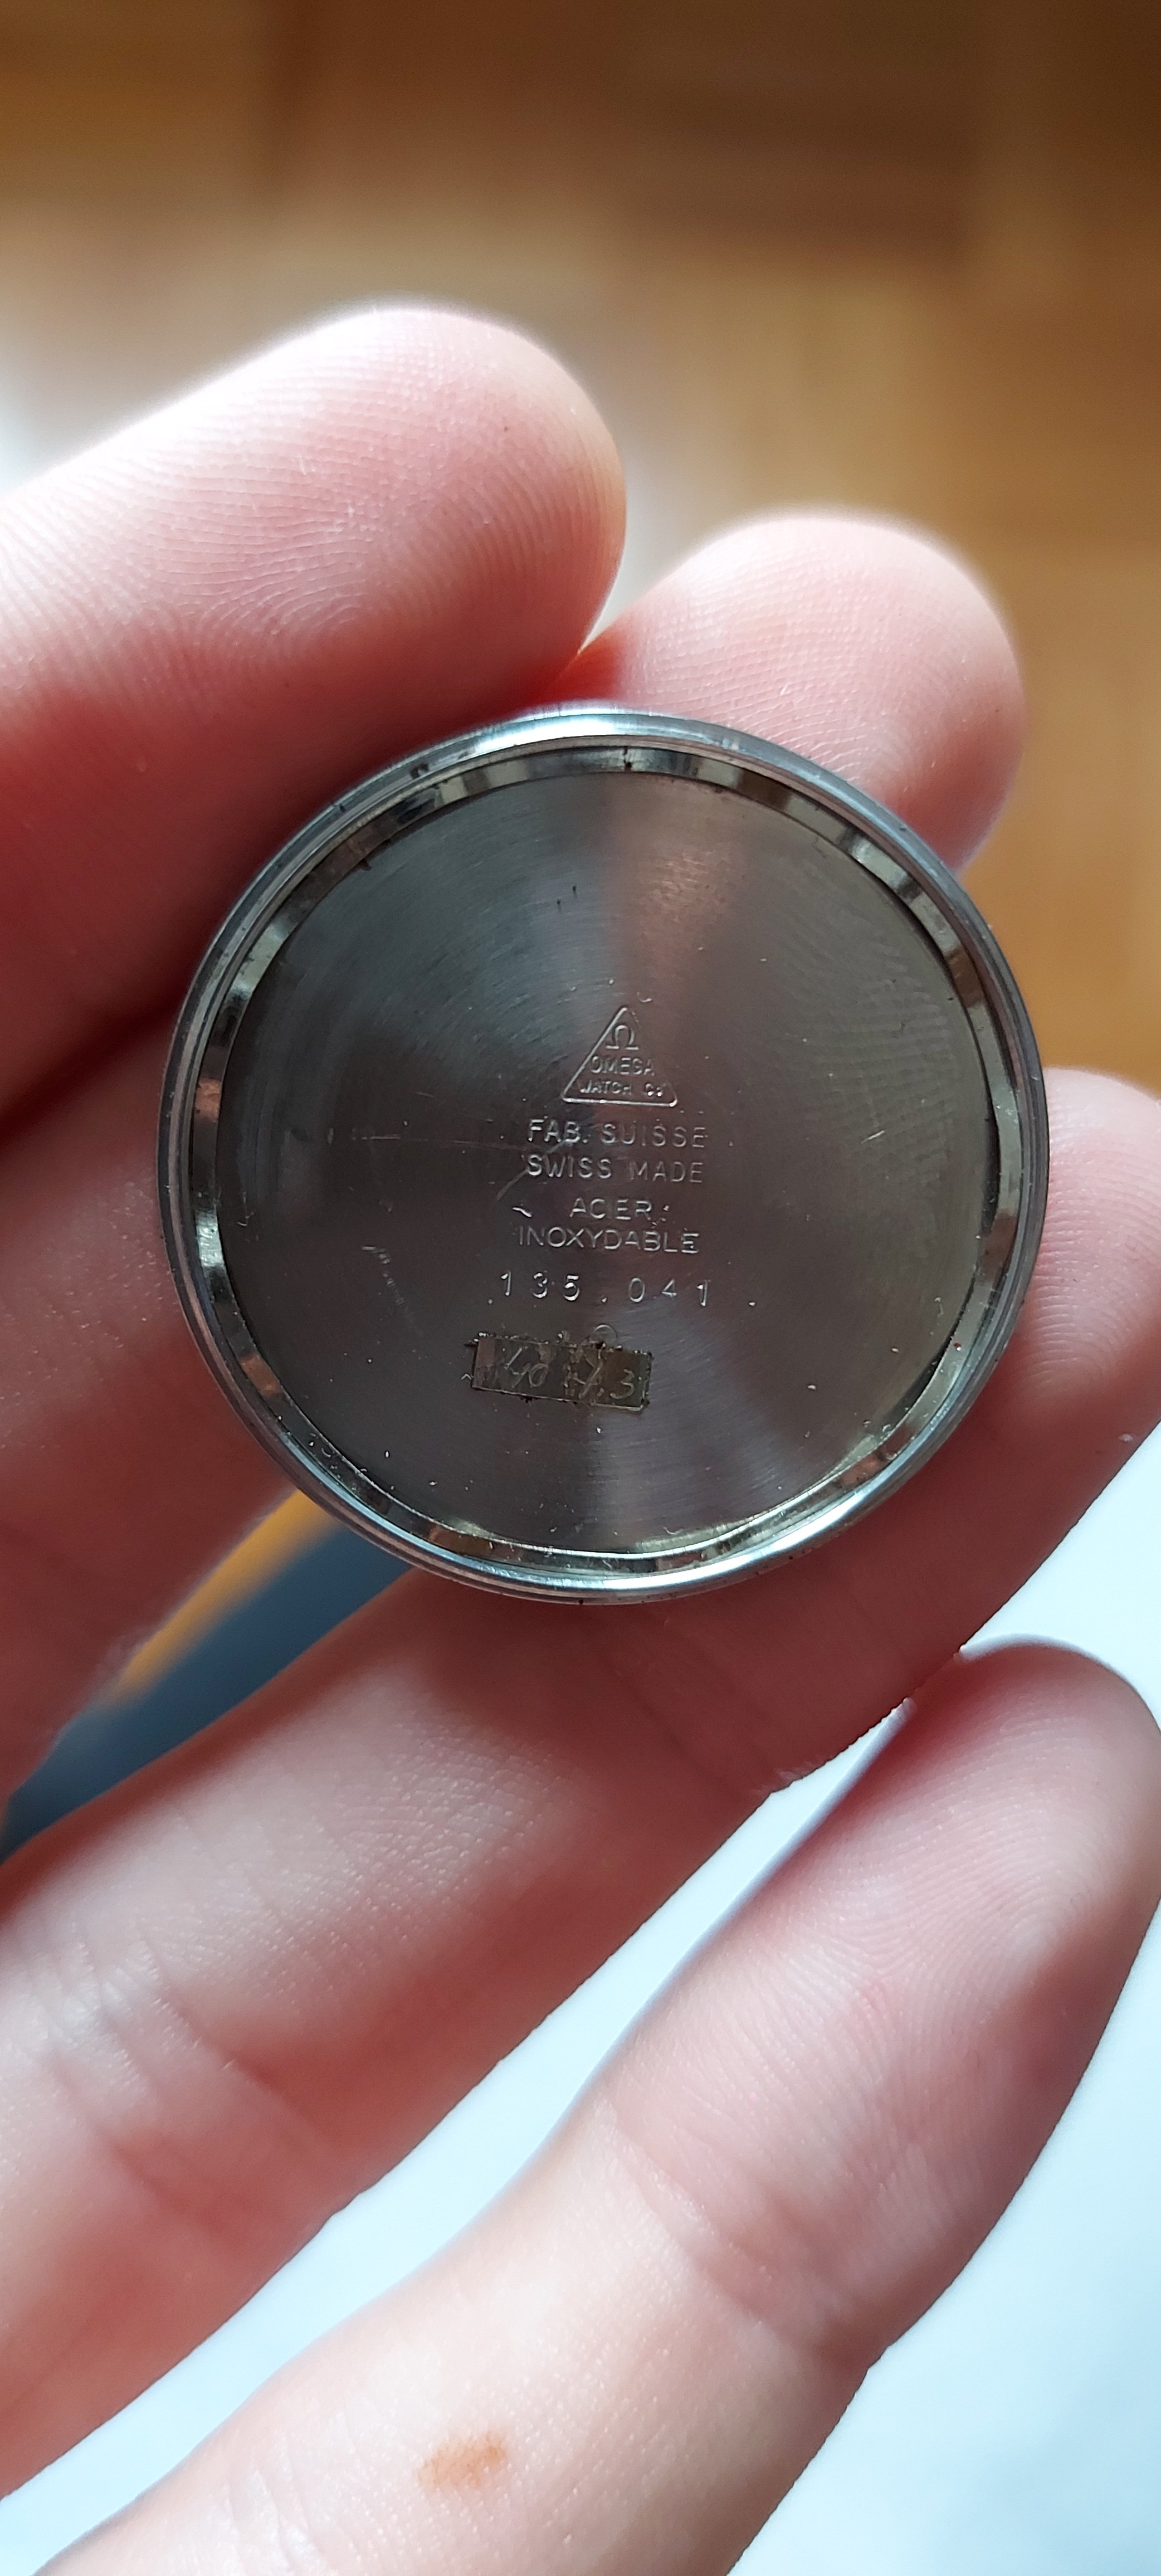 Ω
OMEGA
WATCH Co
FAB. SUISSE
SWISS MADE
ACIER
INOXYDABLE
135.041